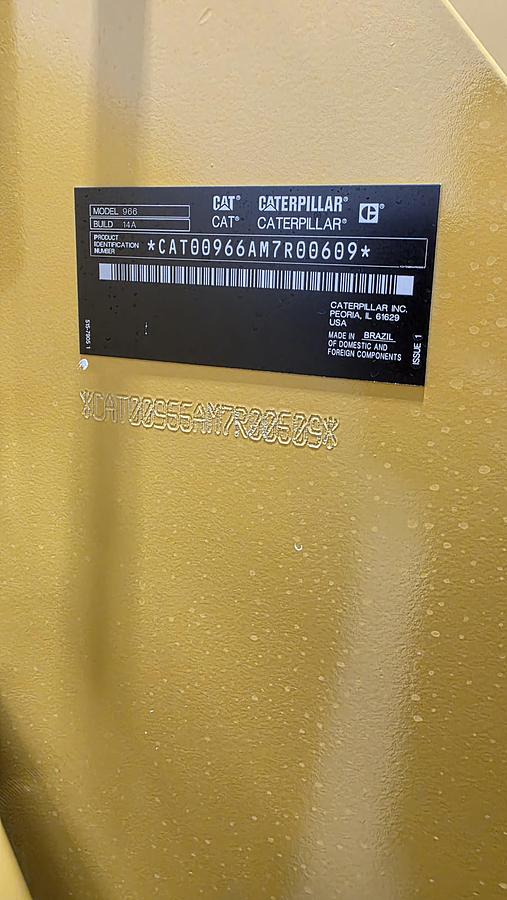 MODEL 966
BUILD 14A
CAT® CATERPILLAR®
CAT® CATERPILLAR®
PRODUCT
IDENTIFICATION
NUMBER
*CAT00966AM7R00609*
CATERPILLAR INC.
PEORIA, IL 61629
USA
MADE IN BRAZIL
OF DOMESTIC AND
FOREIGN COMPONENTS
ISSUE 1
*CAT00966AM7R00609*